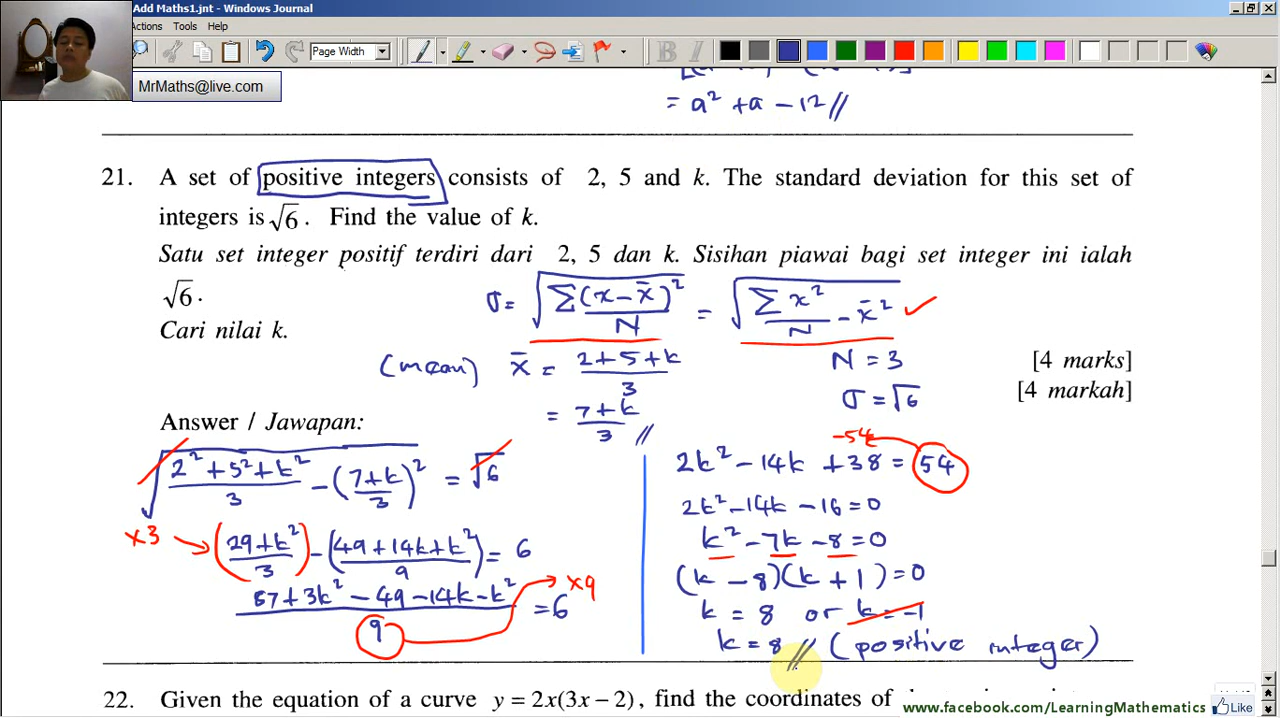 Add Maths1.jnt - Windows Journal
Actions Tools Help
Page Width
MrMaths@live.com
= a² + a - 12 //
21. A set of positive integers consists of 2, 5 and k. The standard deviation for this set of
integers is √6. Find the value of k.
Satu set integer positif terdiri dari 2, 5 dan k. Sisihan piawai bagi set integer ini ialah
√6.
Cari nilai k.
σ = √(Σ(x - x̄)²/N) = √(Σx²/N - x̄²) ✓
(mean) x̄ = (2+5+k)/3
N = 3
[4 marks]
= (7+k)/3 //
σ = √6
[4 markah]
Answer / Jawapan:
√((2² + 5² + k²)/3 - ((7+k)/3)²) = √6
x3 → ((29+k²)/3) - ((49+14k+k²)/9) = 6
(87+3k² - 49 - 14k - k²)/9 = 6
x9
-54
2k² - 14k + 38 = 54
2k² - 14k - 16 = 0
k² - 7k - 8 = 0
(k - 8)(k + 1) = 0
k = 8 or k = -1
k = 8 // (positive integer)
22. Given the equation of a curve y = 2x(3x - 2), find the coordinates of
www.facebook.com/LearningMathematics Like